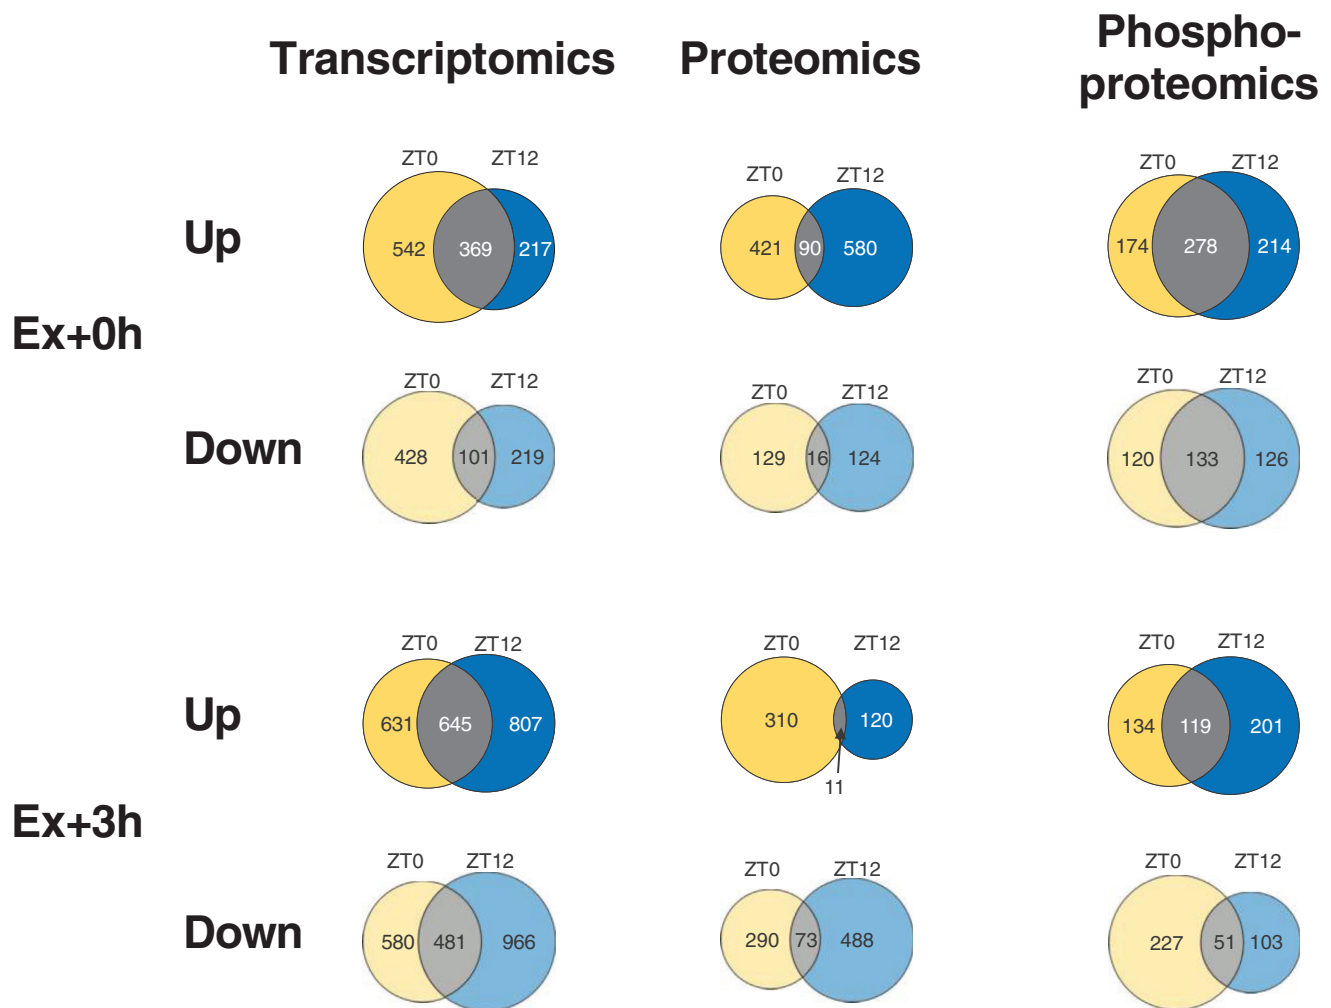 Transcriptomics Proteomics Phospho-
proteomics
ZT0 ZT12 ZT0 ZT12 ZT0 ZT12
Up 542 369 217 421 90 580 174 278 214
Ex+0h
ZT0 ZT12 ZT0 ZT12 ZT0 ZT12
Down 428 101 219 129 16 124 120 133 126
ZT0 ZT12 ZT0 ZT12 ZT0 ZT12
Up 631 645 807 310 120 134 119 201
11
Ex+3h
ZT0 ZT12 ZT0 ZT12 ZT0 ZT12
Down 580 481 966 290 73 488 227 51 103